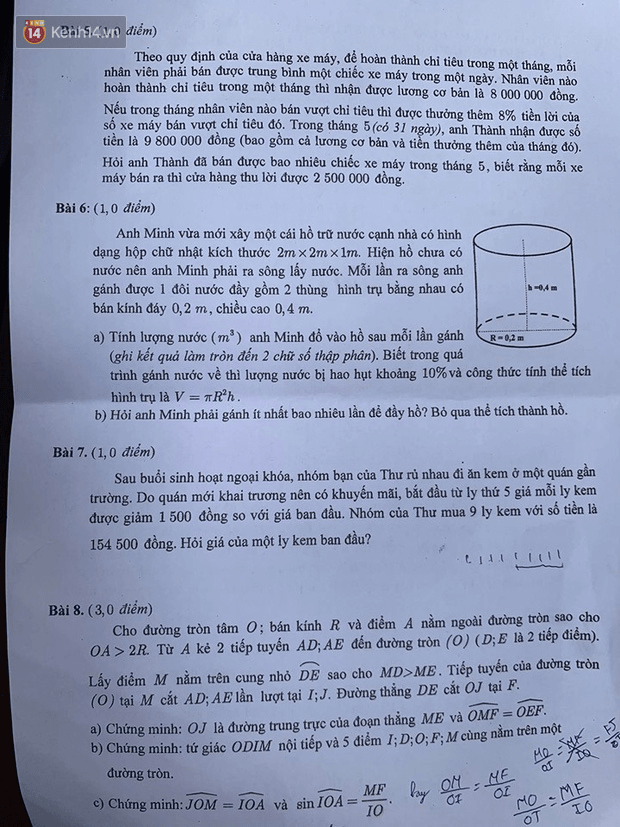 14 Kenh14.vn
Bài 5. (1,0 điểm)
Theo quy định của cửa hàng xe máy, để hoàn thành chỉ tiêu trong một tháng, mỗi
nhân viên phải bán được trung bình một chiếc xe máy trong một ngày. Nhân viên nào
hoàn thành chỉ tiêu trong một tháng thì nhận được lương cơ bản là 8 000 000 đồng.
Nếu trong tháng nhân viên nào bán vượt chỉ tiêu thì được thưởng thêm 8% tiền lời của
số xe máy bán vượt chỉ tiêu đó. Trong tháng 5 (có 31 ngày), anh Thành nhận được số
tiền là 9 800 000 đồng (bao gồm cả lương cơ bản và tiền thưởng thêm của tháng đó).
Hỏi anh Thành đã bán được bao nhiêu chiếc xe máy trong tháng 5, biết rằng mỗi xe
máy bán ra thì cửa hàng thu lời được 2 500 000 đồng.
Bài 6: (1,0 điểm)
Anh Minh vừa mới xây một cái hồ trữ nước cạnh nhà có hình
dạng hộp chữ nhật kích thước 2m×2m×1m. Hiện hồ chưa có
nước nên anh Minh phải ra sông lấy nước. Mỗi lần ra sông anh
gánh được 1 đôi nước đầy gồm 2 thùng hình trụ bằng nhau có
bán kính đáy 0,2 m, chiều cao 0,4 m.
h=0,4 m
R = 0,2 m
a) Tính lượng nước (m³) anh Minh đổ vào hồ sau mỗi lần gánh
(ghi kết quả làm tròn đến 2 chữ số thập phân). Biết trong quá
trình gánh nước về thì lượng nước bị hao hụt khoảng 10% và công thức tính thể tích
hình trụ là V = πR²h.
b) Hỏi anh Minh phải gánh ít nhất bao nhiêu lần để đầy hồ? Bỏ qua thể tích thành hồ.
Bài 7. (1,0 điểm)
Sau buổi sinh hoạt ngoại khóa, nhóm bạn của Thư rủ nhau đi ăn kem ở một quán gần
trường. Do quán mới khai trương nên có khuyến mãi, bắt đầu từ ly thứ 5 giá mỗi ly kem
được giảm 1 500 đồng so với giá ban đầu. Nhóm của Thư mua 9 ly kem với số tiền là
154 500 đồng. Hỏi giá của một ly kem ban đầu?
Bài 8. (3,0 điểm)
Cho đường tròn tâm O; bán kính R và điểm A nằm ngoài đường tròn sao cho
OA > 2R. Từ A kẻ 2 tiếp tuyến AD; AE đến đường tròn (O) (D; E là 2 tiếp điểm).
Lấy điểm M nằm trên cung nhỏ DE sao cho MD>ME. Tiếp tuyến của đường tròn
(O) tại M cắt AD; AE lần lượt tại I; J. Đường thẳng DE cắt OJ tại F.
a) Chứng minh: OJ là đường trung trực của đoạn thẳng ME và OMF = OEF.
b) Chứng minh: tứ giác ODIM nội tiếp và 5 điểm I; D; O; F; M cùng nằm trên một
đường tròn.
c) Chứng minh: JOM = IOA và sin IOA = MF/IO.
hay OM/OI = MF/OI
MO/OI = MF/IO